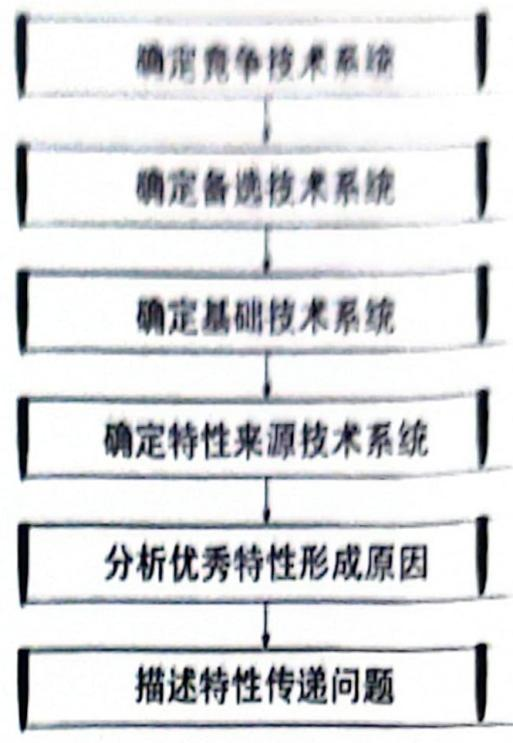 确定竞争技术系统
确定备选技术系统
确定基础技术系统
确定特性来源技术系统
分析优秀特性形成原因
描述特性传递问题